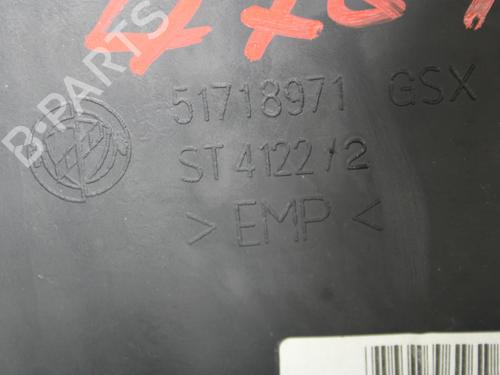 B-PARTS
51718971 GSX
ST4122/2
> EMP <